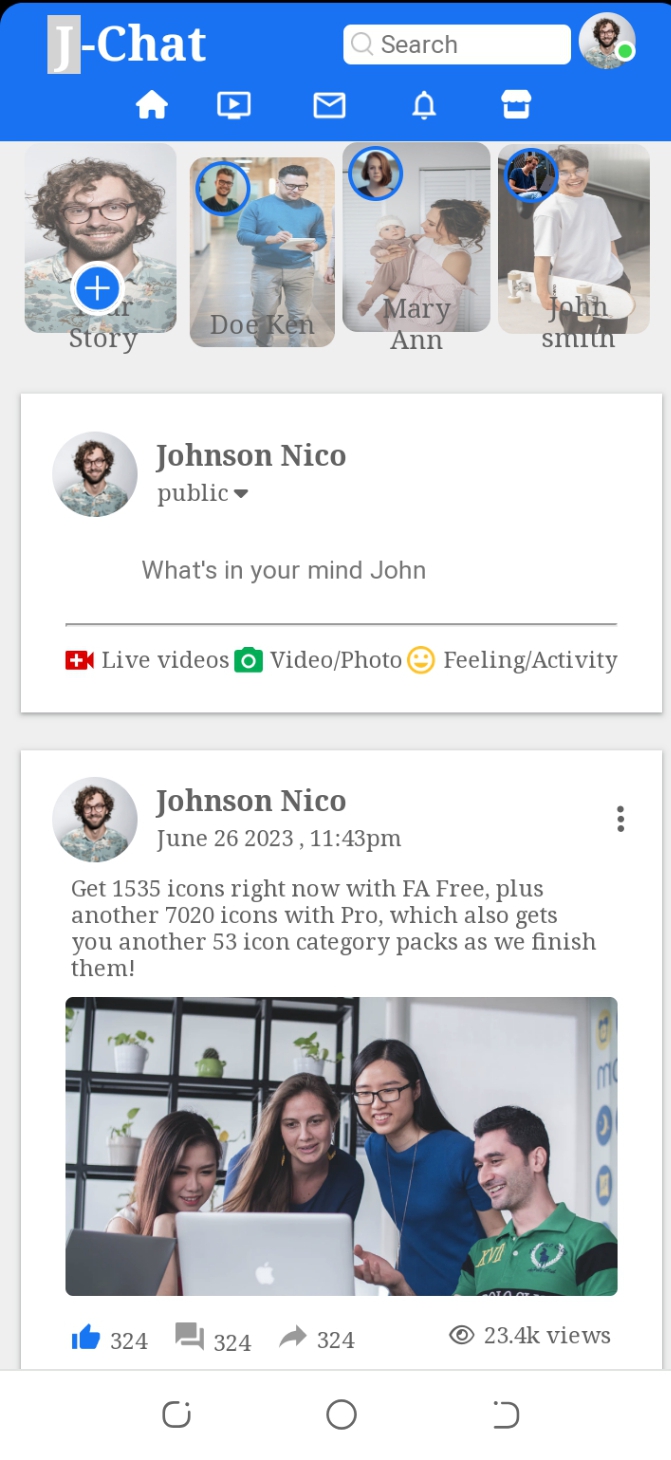 J-Chat
Search
Story
Doe Ken
Mary
Ann
John
smith
Johnson Nico
public
What's in your mind John
Live videos Video/Photo Feeling/Activity
Johnson Nico
June 26 2023 , 11:43pm
Get 1535 icons right now with FA Free, plus
another 7020 icons with Pro, which also gets
you another 53 icon category packs as we finish
them!
XVII
324 324 324 23.4k views